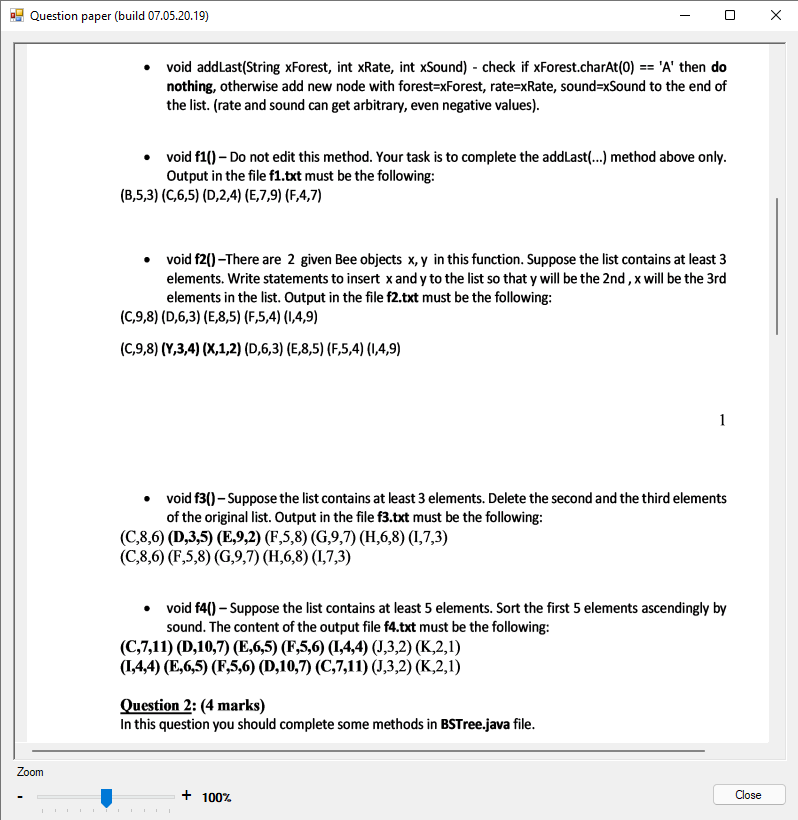 Question paper (build 07.05.20.19)
• void addLast(String xForest, int xRate, int xSound) - check if xForest.charAt(0) == 'A' then do
nothing, otherwise add new node with forest=xForest, rate=xRate, sound=xSound to the end of
the list. (rate and sound can get arbitrary, even negative values).
• void f1() – Do not edit this method. Your task is to complete the addLast(...) method above only.
Output in the file f1.txt must be the following:
(B,5,3) (C,6,5) (D,2,4) (E,7,9) (F,4,7)
• void f2() –There are 2 given Bee objects x, y in this function. Suppose the list contains at least 3
elements. Write statements to insert x and y to the list so that y will be the 2nd , x will be the 3rd
elements in the list. Output in the file f2.txt must be the following:
(C,9,8) (D,6,3) (E,8,5) (F,5,4) (I,4,9)
(C,9,8) (Y,3,4) (X,1,2) (D,6,3) (E,8,5) (F,5,4) (I,4,9)
1
• void f3() – Suppose the list contains at least 3 elements. Delete the second and the third elements
of the original list. Output in the file f3.txt must be the following:
(C,8,6) (D,3,5) (E,9,2) (F,5,8) (G,9,7) (H,6,8) (I,7,3)
(C,8,6) (F,5,8) (G,9,7) (H,6,8) (I,7,3)
• void f4() – Suppose the list contains at least 5 elements. Sort the first 5 elements ascendingly by
sound. The content of the output file f4.txt must be the following:
(C,7,11) (D,10,7) (E,6,5) (F,5,6) (I,4,4) (J,3,2) (K,2,1)
(I,4,4) (E,6,5) (F,5,6) (D,10,7) (C,7,11) (J,3,2) (K,2,1)
Question 2: (4 marks)
In this question you should complete some methods in BSTree.java file.
Zoom
- + 100%
Close